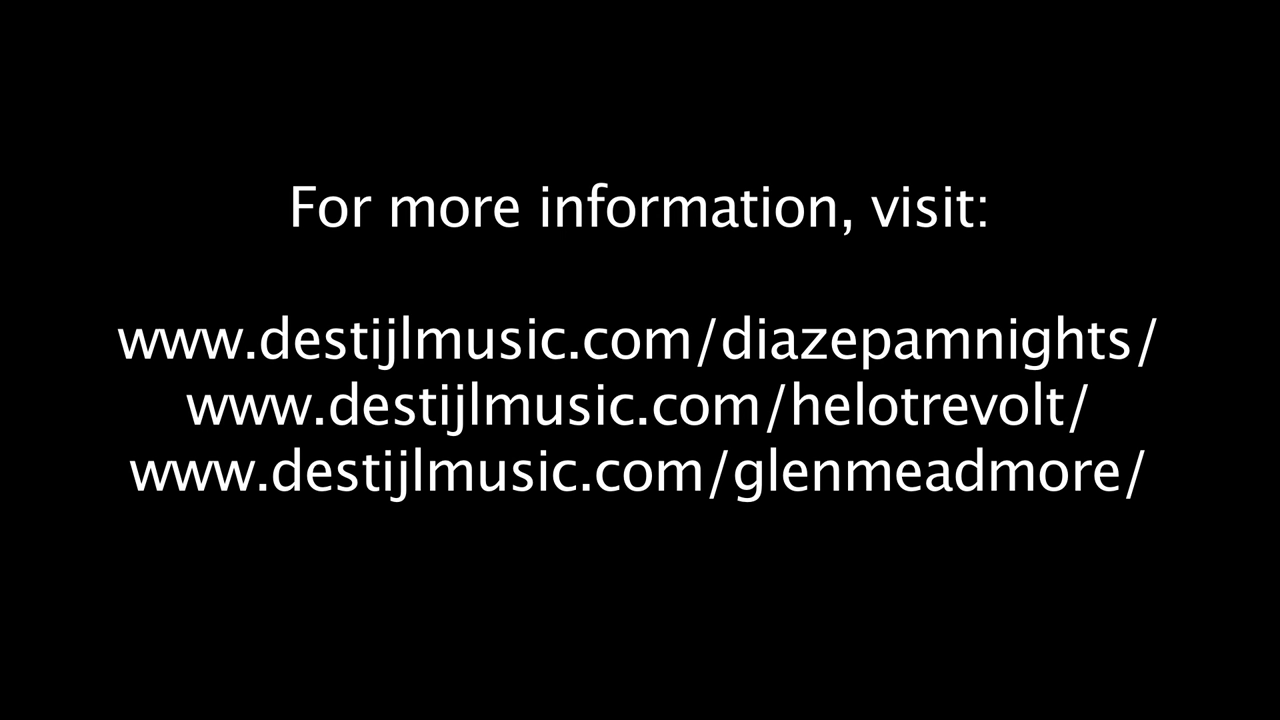 For more information, visit:
www.destijlmusic.com/diazepamnights/
www.destijlmusic.com/helotrevolt/
www.destijlmusic.com/glenmeadmore/